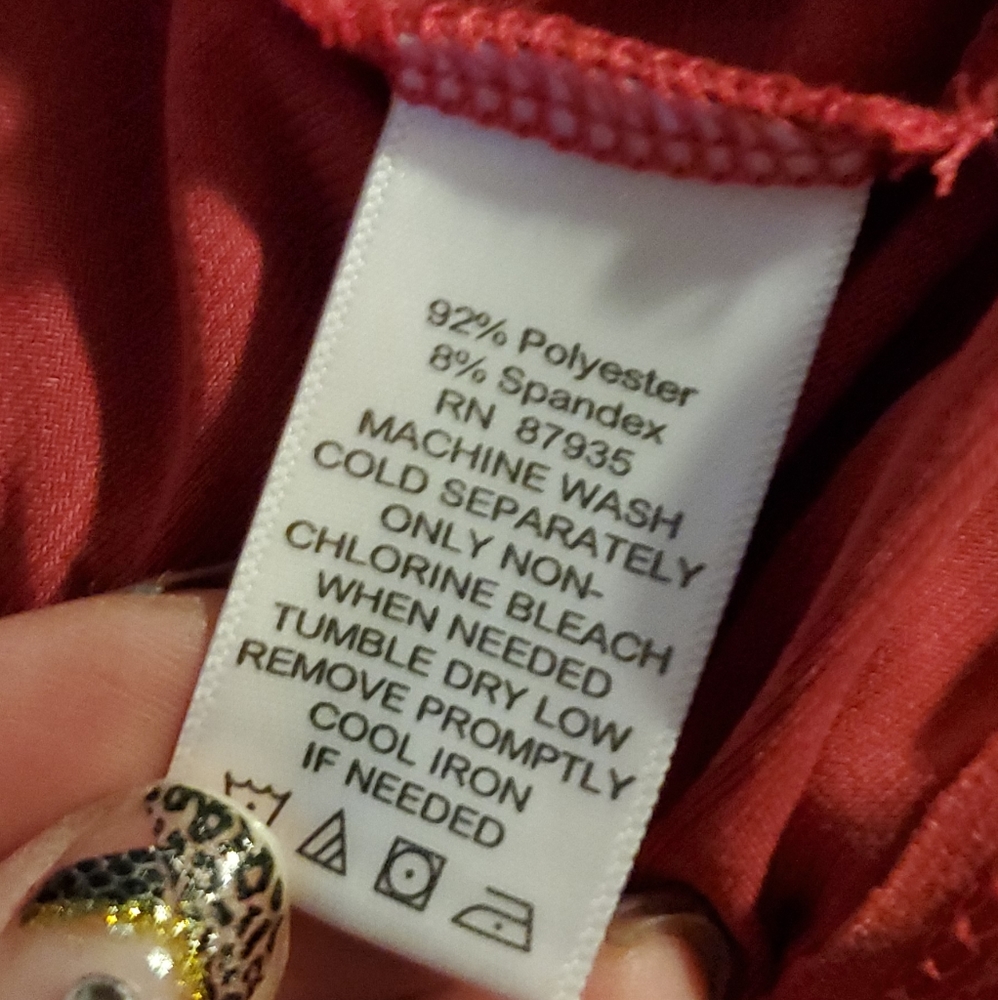 92% Polyester
8% Spandex
RN 87935
MACHINE WASH
COLD SEPARATELY
ONLY NON-
CHLORINE BLEACH
WHEN NEEDED
TUMBLE DRY LOW
REMOVE PROMPTLY
COOL IRON
IF NEEDED